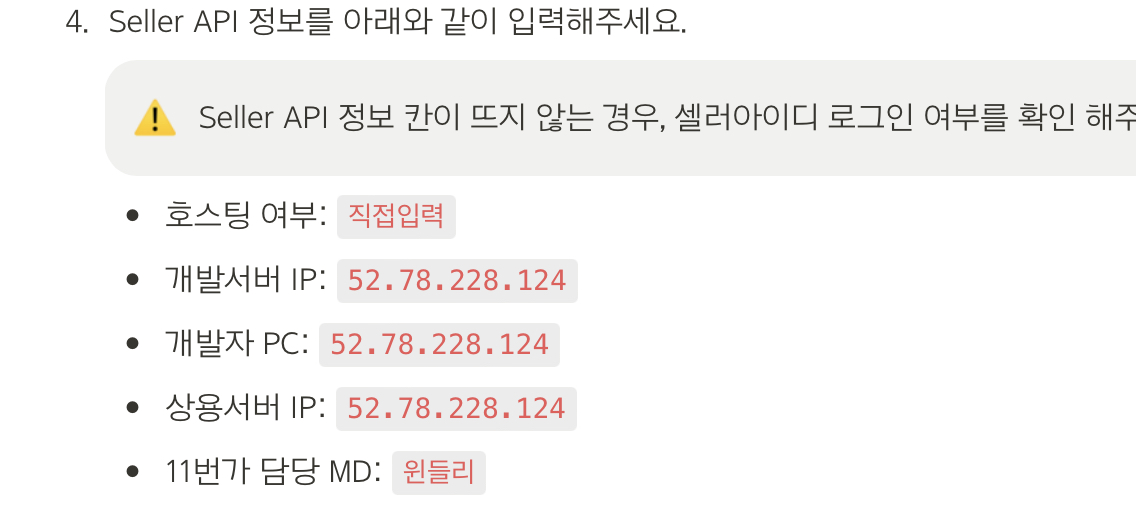 4. Seller API 정보를 아래와 같이 입력해주세요.
Seller API 정보 칸이 뜨지 않는 경우, 셀러아이디 로그인 여부를 확인 해주
• 호스팅 여부: 직접입력
• 개발서버 IP: 52.78.228.124
• 개발자 PC: 52.78.228.124
• 상용서버 IP: 52.78.228.124
• 11번가 담당 MD: 윈들리